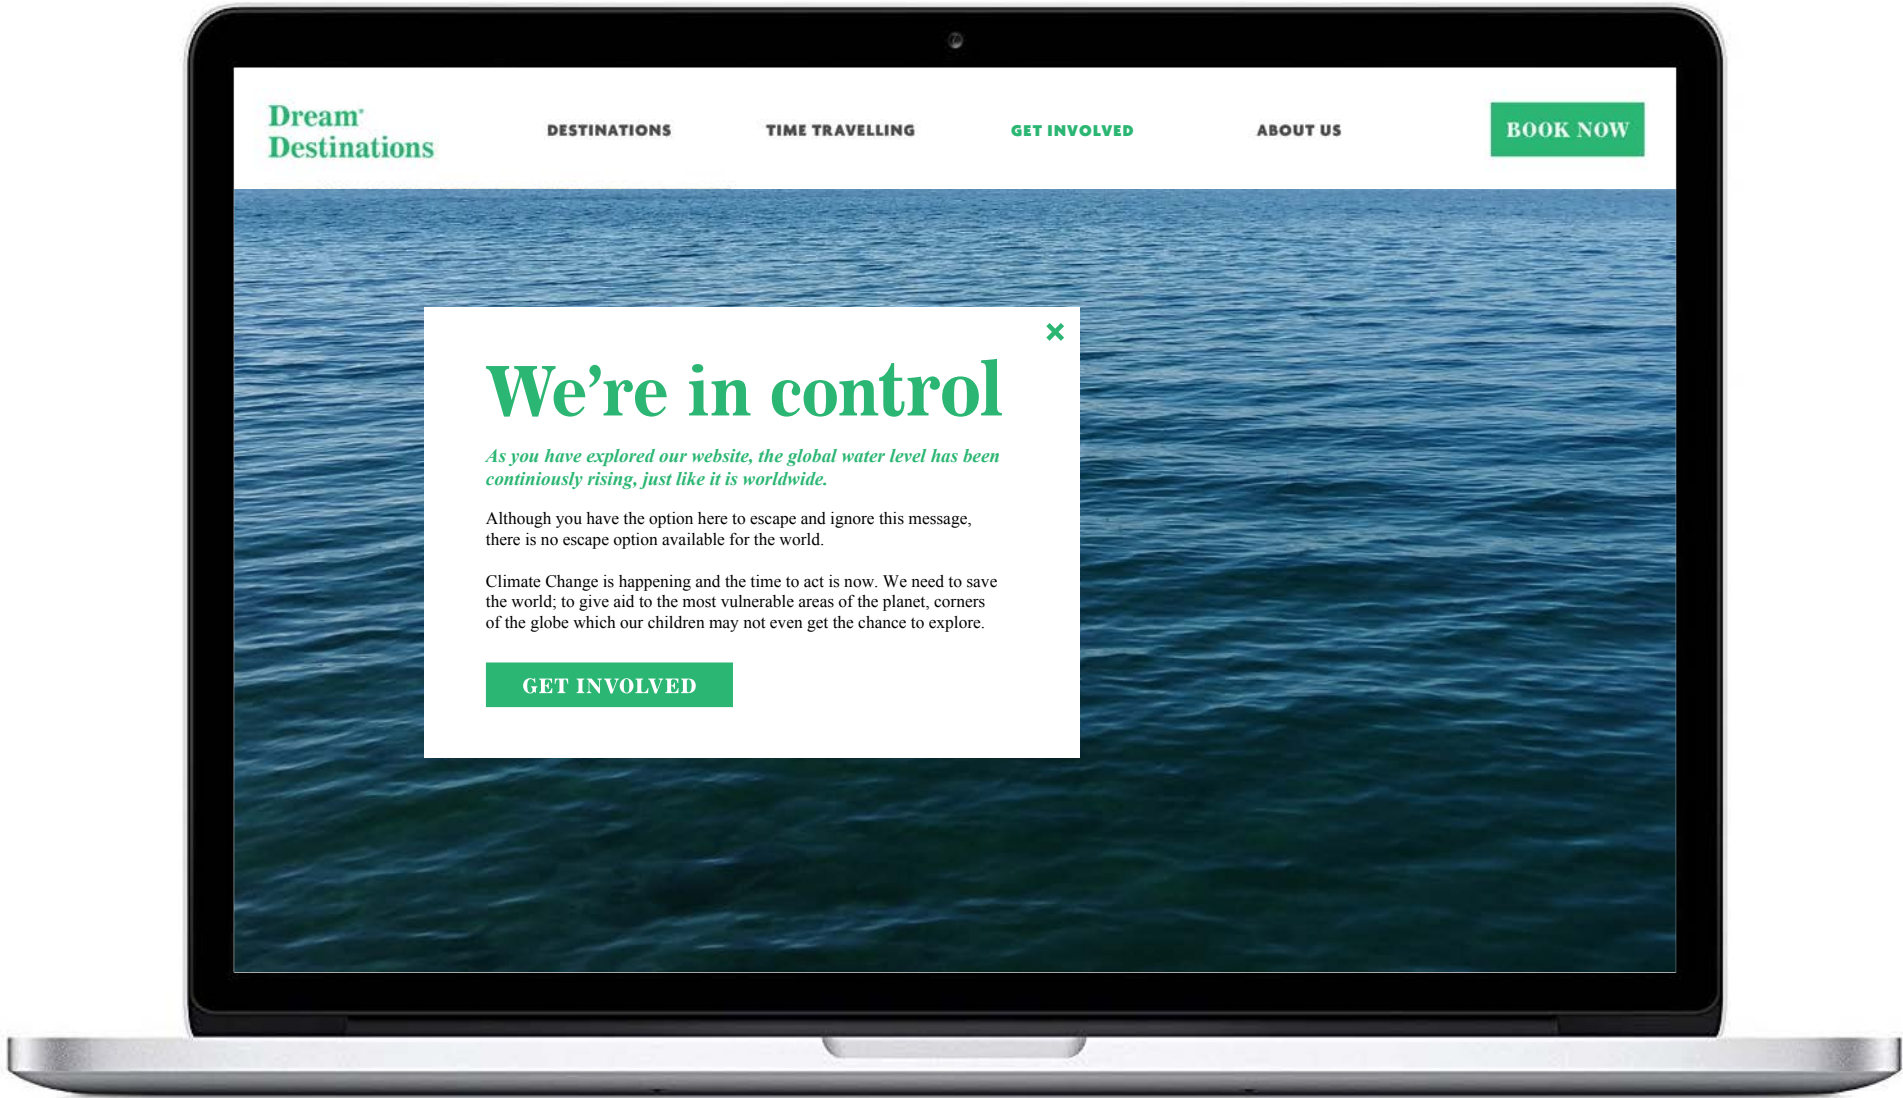 Dream
Destinations
DESTINATIONS
TIME TRAVELLING
GET INVOLVED
ABOUT US
BOOK NOW
We’re in control
As you have explored our website, the global water level has been
continiously rising, just like it is worldwide.
Although you have the option here to escape and ignore this message,
there is no escape option available for the world.
Climate Change is happening and the time to act is now. We need to save
the world; to give aid to the most vulnerable areas of the planet, corners
of the globe which our children may not even get the chance to explore.
GET INVOLVED